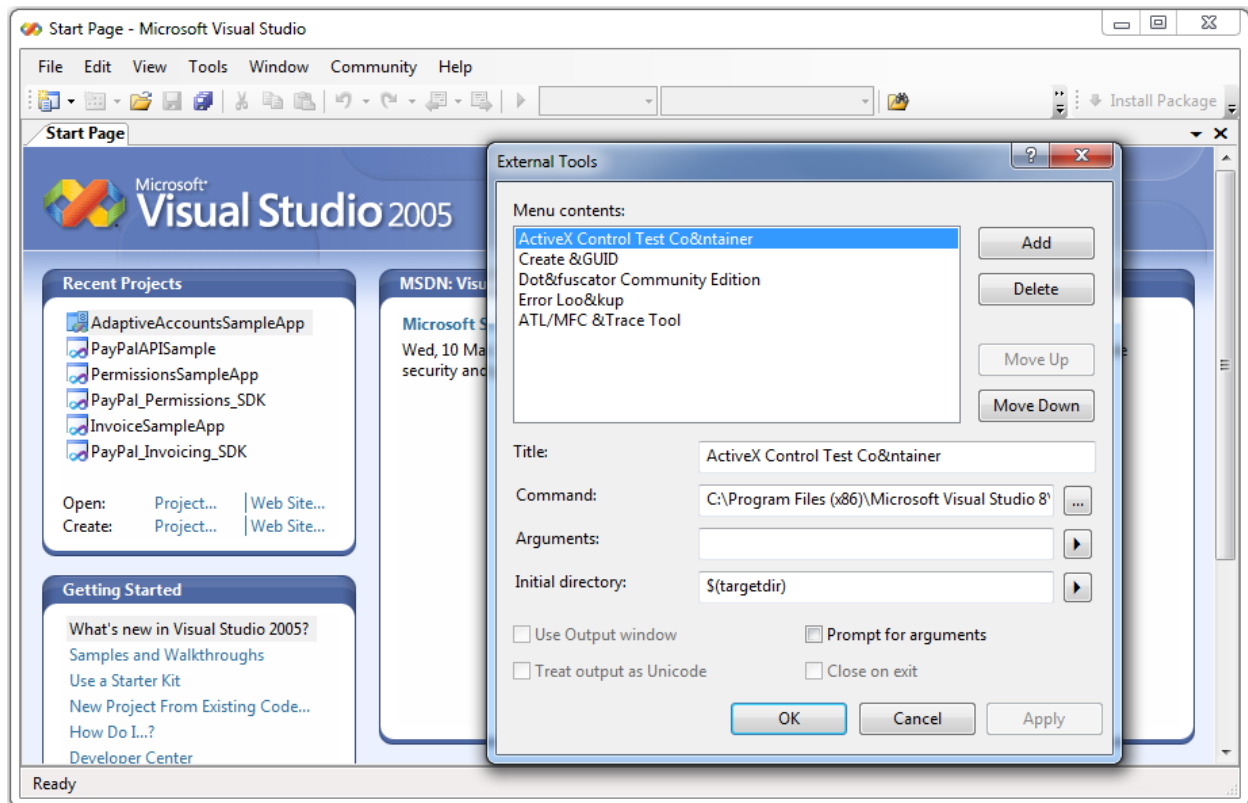 Start Page - Microsoft Visual Studio
File Edit View Tools Window Community Help
Install Package
Start Page
Microsoft
Visual Studio 2005
Recent Projects
AdaptiveAccountsSampleApp
PayPalAPISample
PermissionsSampleApp
PayPal_Permissions_SDK
InvoiceSampleApp
PayPal_Invoicing_SDK
Open: Project... Web Site...
Create: Project... Web Site...
Getting Started
What's new in Visual Studio 2005?
Samples and Walkthroughs
Use a Starter Kit
New Project From Existing Code...
How Do I...?
Developer Center
MSDN: Visu
Microsoft S
Wed, 10 Ma
security and
External Tools
Menu contents:
ActiveX Control Test Co&ntainer
Create &GUID
Dot&fuscator Community Edition
Error Loo&kup
ATL/MFC &Trace Tool
Add
Delete
Move Up
Move Down
Title: ActiveX Control Test Co&ntainer
Command: C:\Program Files (x86)\Microsoft Visual Studio 8\ ...
Arguments:
Initial directory: $(targetdir)
Use Output window
Prompt for arguments
Treat output as Unicode
Close on exit
OK Cancel Apply
Ready